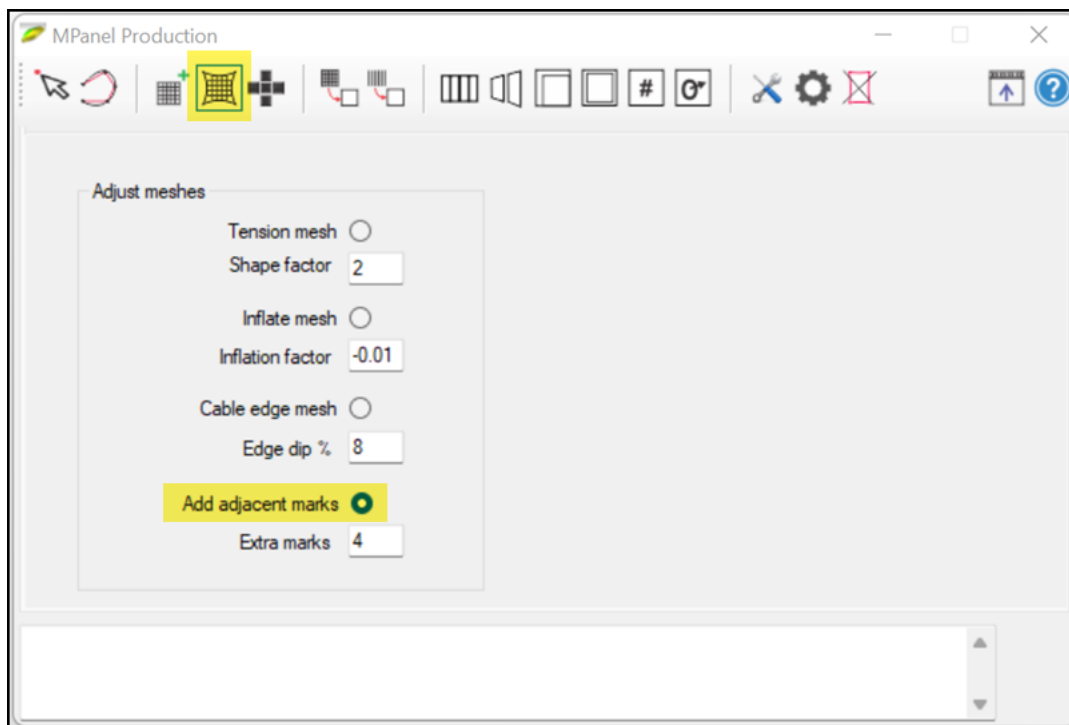 MPanel Production
#
?
Adjust meshes
Tension mesh
Shape factor 2
Inflate mesh
Inflation factor -0.01
Cable edge mesh
Edge dip % 8
Add adjacent marks
Extra marks 4